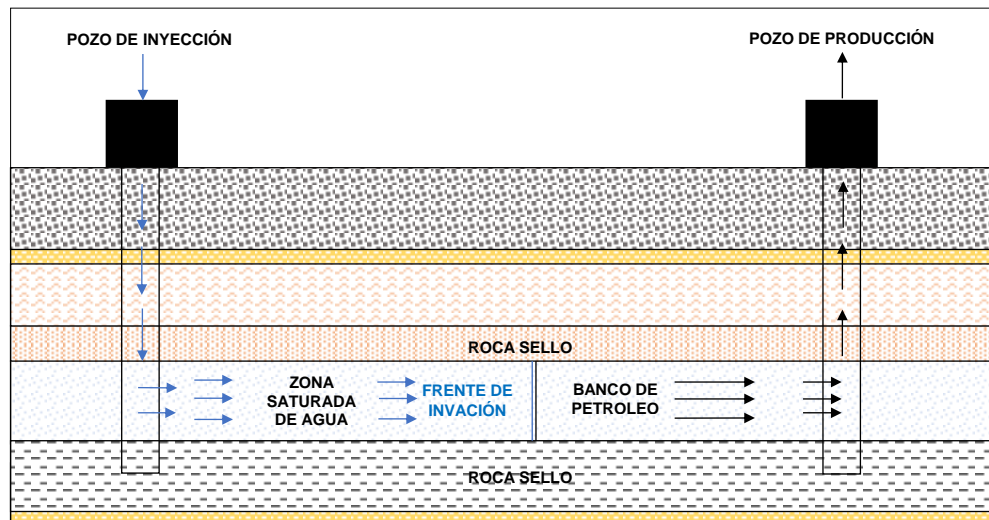 POZO DE INYECCIÓN
POZO DE PRODUCCIÓN
ROCA SELLO
ZONA
SATURADA
DE AGUA
FRENTE DE
INVACIÓN
BANCO DE
PETROLEO
ROCA SELLO